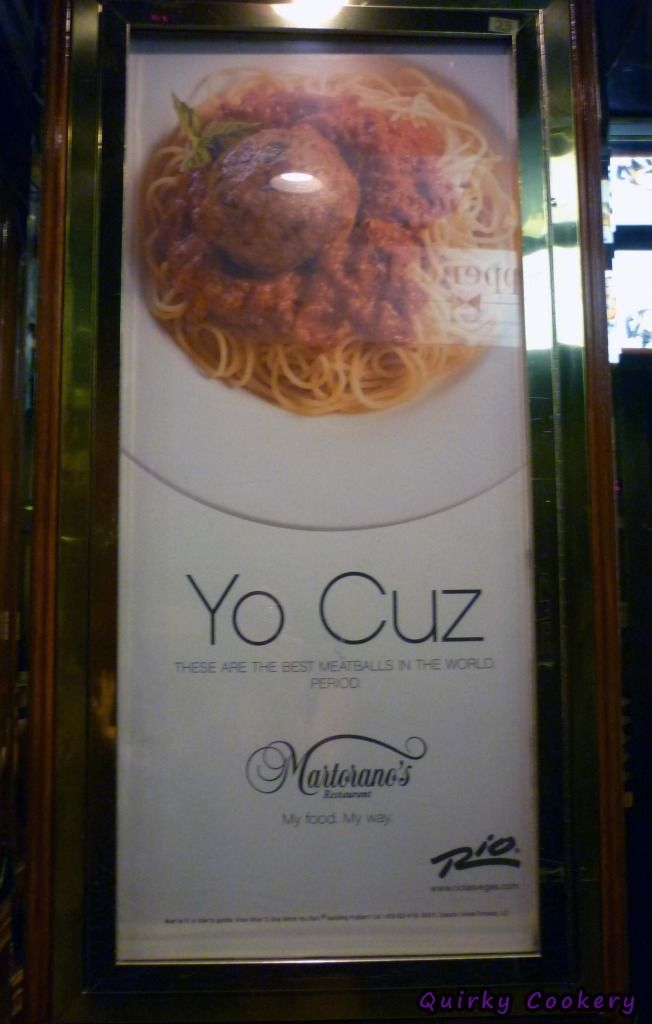 Yo Cuz
THESE ARE THE BEST MEATBALLS IN THE WORLD.
PERIOD.
Martorano's
Restaurant
My food. My way.
Rio.
www.riolasvegas.com
Quirky Cookery